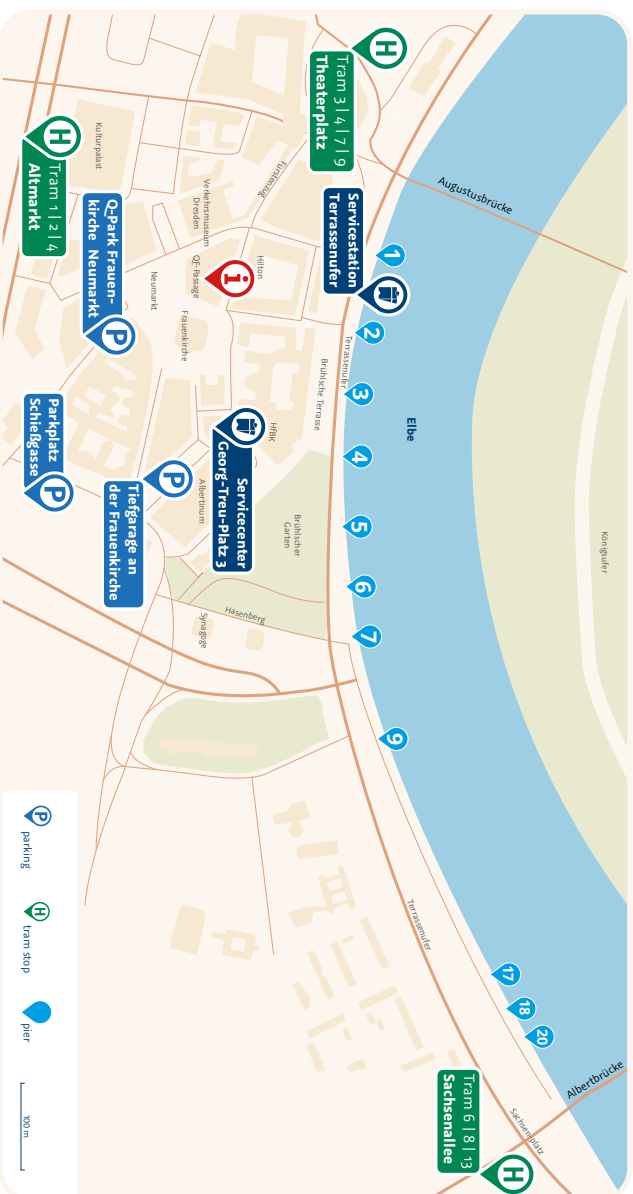 Tram 3 | 4 | 7 | 9
Theaterplatz
H
Augustusbrücke
Königsufer
Elbe
Servicestation
Terrassenufer
1
2
3
4
5
6
7
9
17
18
20
Terrassenufer
Brühlsche Terrasse
Fürstenzug
Hilton
Verkehrsmuseum
Dresden
QF-Passage
i
Kulturpalast
Neumarkt
Frauenkirche
HfBK
Albertinum
Brühlscher
Garten
Hasenberg
Synagoge
H
Tram 1 | 2 | 4
Altmarkt
Q-Park Frauen-
kirche Neumarkt
P
Servicecenter
Georg-Treu-Platz 3
Parkplatz
Schießgasse
P
P
Tiefgarage an
der Frauenkirche
Terrassenufer
Albertbrücke
Sachsenplatz
Tram 6 | 8 | 13
Sachsenallee
H
P
parking
H
tram stop
pier
100 m